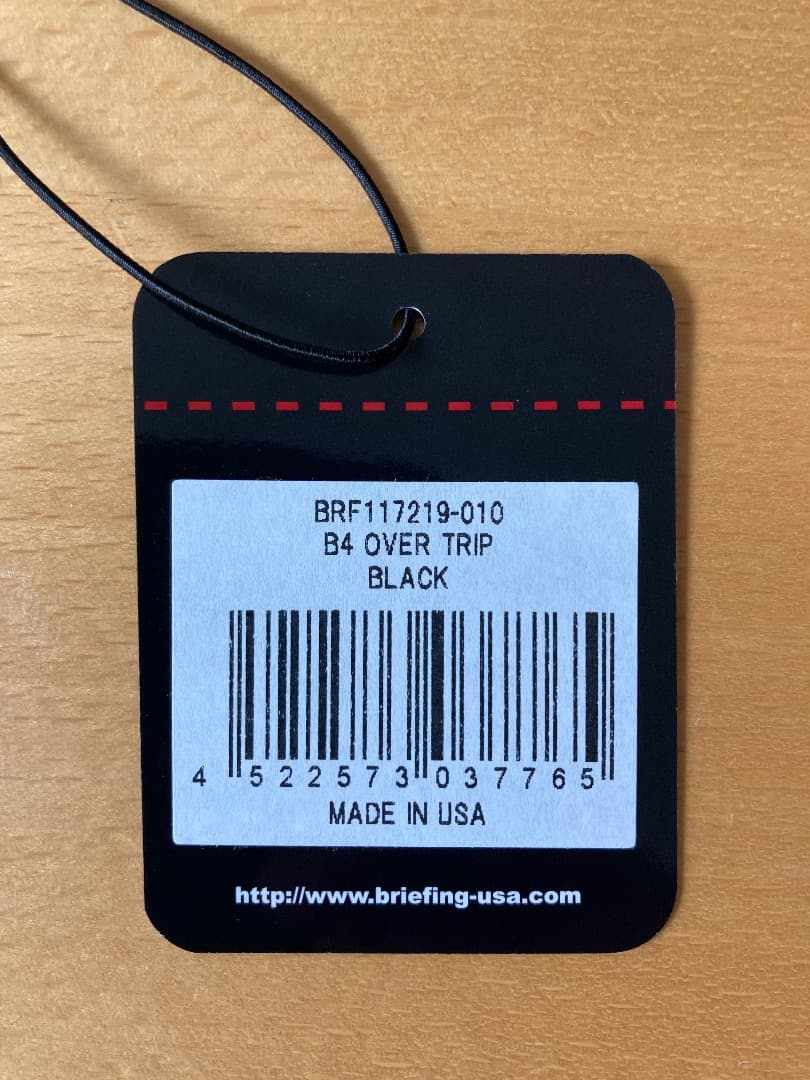 BRF117219-010
B4 OVER TRIP
BLACK
4 522573 037765
MADE IN USA
http://www.briefing-usa.com